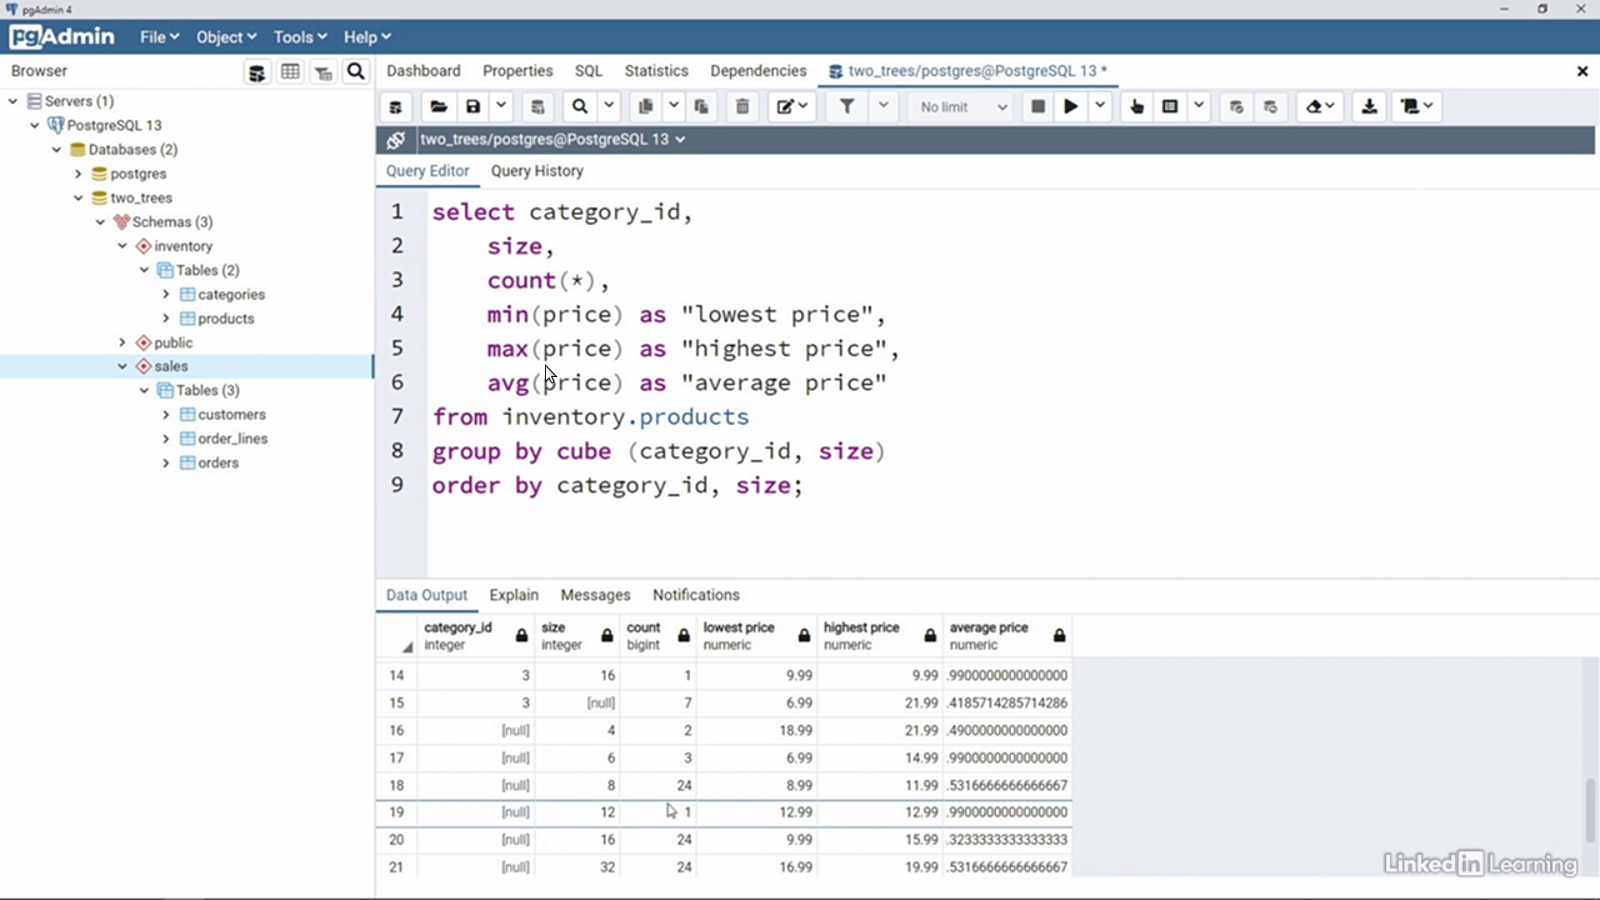 pgAdmin 4
pgAdmin File Object Tools Help
Browser
Dashboard Properties SQL Statistics Dependencies two_trees/postgres@PostgreSQL 13 *
Servers (1)
PostgreSQL 13
Databases (2)
postgres
two_trees
Schemas (3)
inventory
Tables (2)
categories
products
public
sales
Tables (3)
customers
order_lines
orders
No limit
two_trees/postgres@PostgreSQL 13
Query Editor Query History
1 select category_id,
2 size,
3 count(*),
4 min(price) as "lowest price",
5 max(price) as "highest price",
6 avg(price) as "average price"
7 from inventory.products
8 group by cube (category_id, size)
9 order by category_id, size;
Data Output Explain Messages Notifications
category_id size count lowest price highest price average price
integer integer bigint numeric numeric numeric
14 3 16 1 9.99 9.99 .9900000000000000
15 3 [null] 7 6.99 21.99 .4185714285714286
16 [null] 4 2 18.99 21.99 .4900000000000000
17 [null] 6 3 6.99 14.99 .9900000000000000
18 [null] 8 24 8.99 11.99 .5316666666666667
19 [null] 12 1 12.99 12.99 .9900000000000000
20 [null] 16 24 9.99 15.99 .3233333333333333
21 [null] 32 24 16.99 19.99 .5316666666666667
LinkedIn Learning